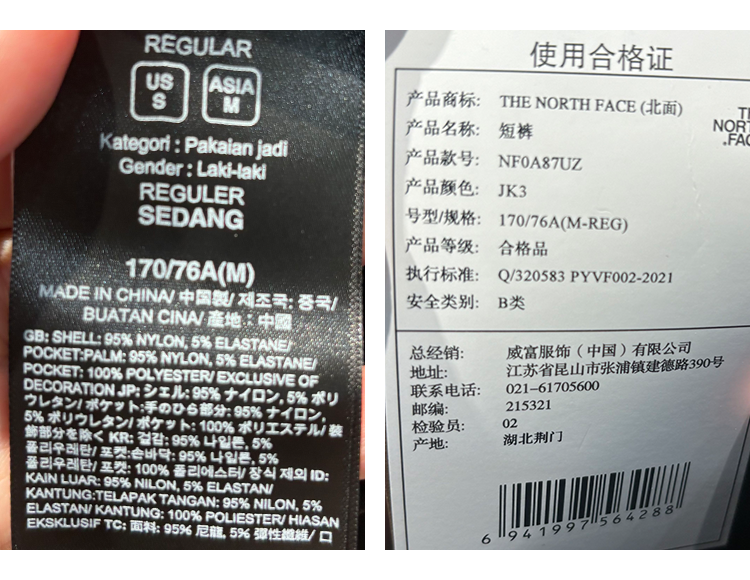 REGULAR
US
S
ASIA
M
Kategori : Pakaian jadi
Gender : Laki-laki
REGULER
SEDANG
170/76A(M)
MADE IN CHINA/ 中国製/ 제조국: 중국/
BUATAN CINA/ 產地 : 中國
GB: SHELL: 95% NYLON, 5% ELASTANE/
POCKET:PALM: 95% NYLON, 5% ELASTANE/
POCKET: 100% POLYESTER/ EXCLUSIVE OF
DECORATION JP: シェル: 95% ナイロン, 5% ポリ
ウレタン/ ポケット:手のひら部分: 95% ナイロン,
5% ポリウレタン/ ポケット: 100% ポリエステル/ 装
飾部分を除く KR: 겉감: 95% 나일론, 5%
폴리우레탄/ 포켓:손바닥: 95% 나일론, 5%
폴리우레탄/ 포켓: 100% 폴리에스터/ 장식 제외 ID:
KAIN LUAR: 95% NILON, 5% ELASTAN/
KANTUNG:TELAPAK TANGAN: 95% NILON, 5%
ELASTAN/ KANTUNG: 100% POLIESTER/ HIASAN
EKSKLUSIF TC: 面料: 95% 尼龍, 5% 彈性纖維/ 口
使用合格证
产品商标: THE NORTH FACE (北面)
产品名称: 短裤
产品款号: NF0A87UZ
产品颜色: JK3
号型/规格: 170/76A(M-REG)
产品等级: 合格品
执行标准: Q/320583 PYVF002-2021
安全类别: B类
总经销: 威富服饰（中国）有限公司
地址: 江苏省昆山市张浦镇建德路390号
联系电话: 021-61705600
邮编: 215321
检验员: 02
产地: 湖北荆门
6 941997 564288